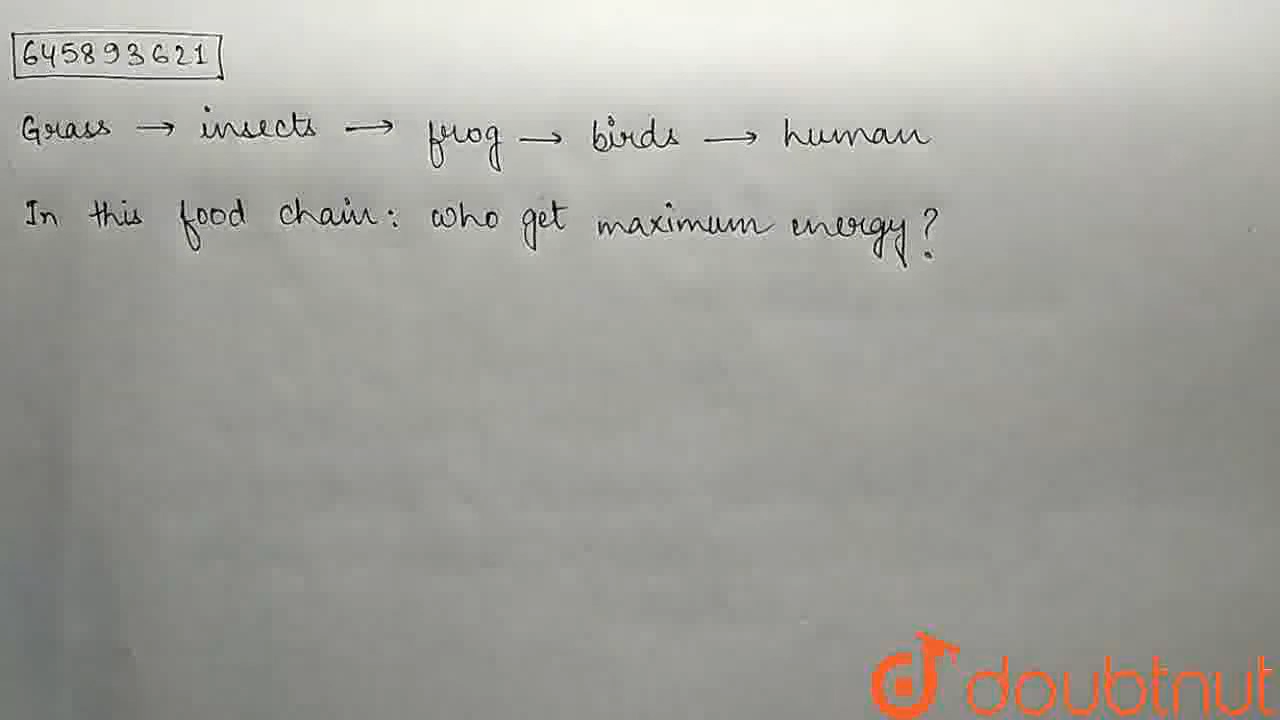 645893621
Grass → insects → frog → birds → human
In this food chain: who get maximum energy?
doubtnut